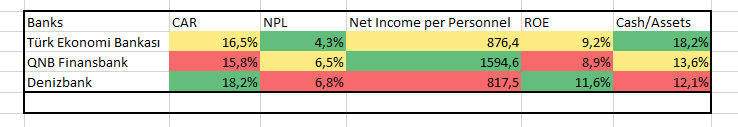 Banks CAR NPL Net Income per Personnel ROE Cash/Assets
Türk Ekonomi Bankası 16,5% 4,3% 876,4 9,2% 18,2%
QNB Finansbank 15,8% 6,5% 1594,6 8,9% 13,6%
Denizbank 18,2% 6,8% 817,5 11,6% 12,1%